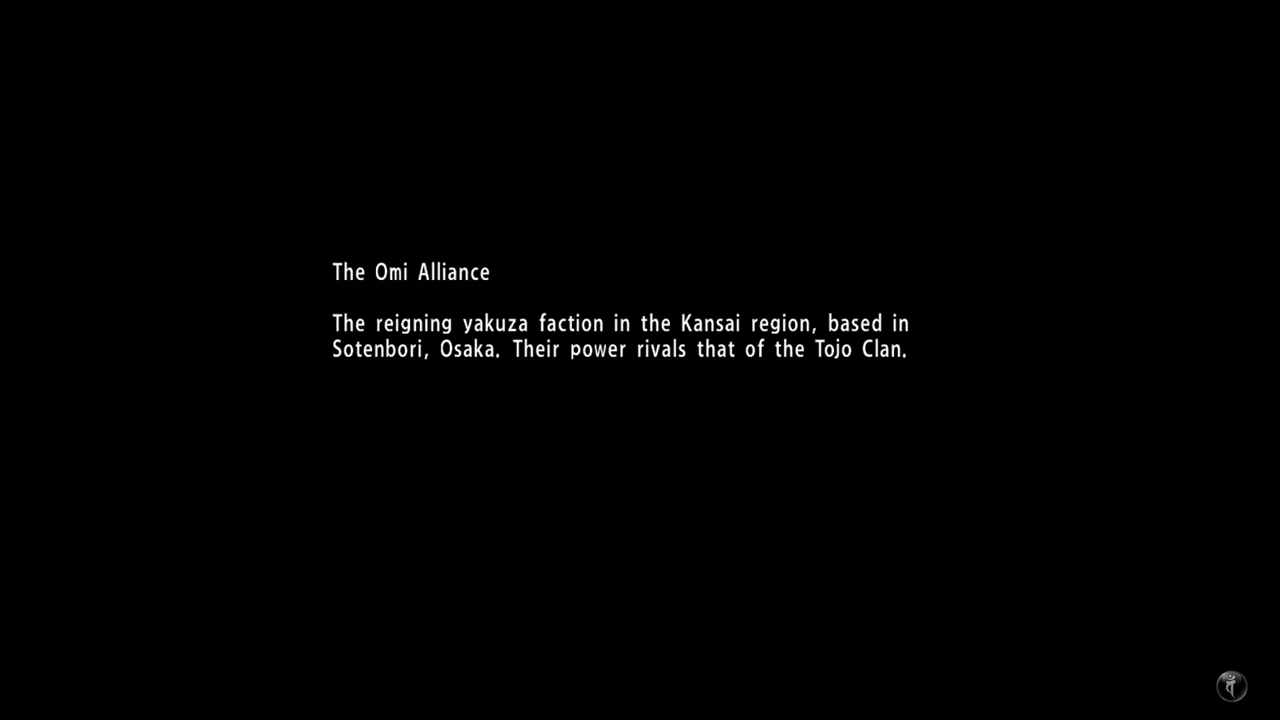 The Omi Alliance
The reigning yakuza faction in the Kansai region, based in
Sotenbori, Osaka. Their power rivals that of the Tojo Clan.